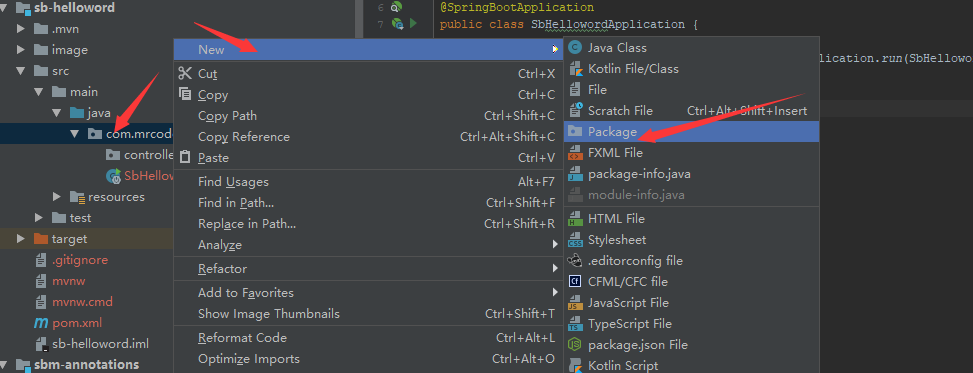 sb-helloword
.mvn
image
src
main
java
com.mrcod
controlle
SbHellow
resources
test
target
.gitignore
mvnw
mvnw.cmd
pom.xml
sb-helloword.iml
sbm-annotations
6
@SpringBootApplication
7
public class SbHellowordApplication {
lication.run(SbHellowo
New
Cut Ctrl+X
Copy Ctrl+C
Copy Path Ctrl+Shift+C
Copy Reference Ctrl+Alt+Shift+C
Paste Ctrl+V
Find Usages Alt+F7
Find in Path... Ctrl+Shift+F
Replace in Path... Ctrl+Shift+R
Analyze
Refactor
Add to Favorites
Show Image Thumbnails Ctrl+Shift+T
Reformat Code Ctrl+Alt+L
Optimize Imports Ctrl+Alt+O
Java Class
Kotlin File/Class
File
Scratch File Ctrl+Alt+Shift+Insert
Package
FXML File
package-info.java
module-info.java
HTML File
Stylesheet
.editorconfig file
CFML/CFC file
JavaScript File
TypeScript File
package.json File
Kotlin Script